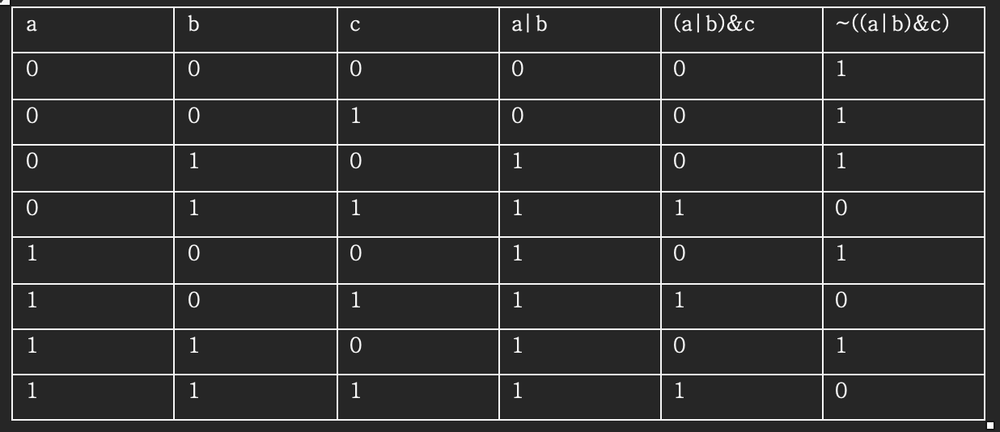 a b c a|b (a|b)&c ~((a|b)&c)
0 0 0 0 0 1
0 0 1 0 0 1
0 1 0 1 0 1
0 1 1 1 1 0
1 0 0 1 0 1
1 0 1 1 1 0
1 1 0 1 0 1
1 1 1 1 1 0